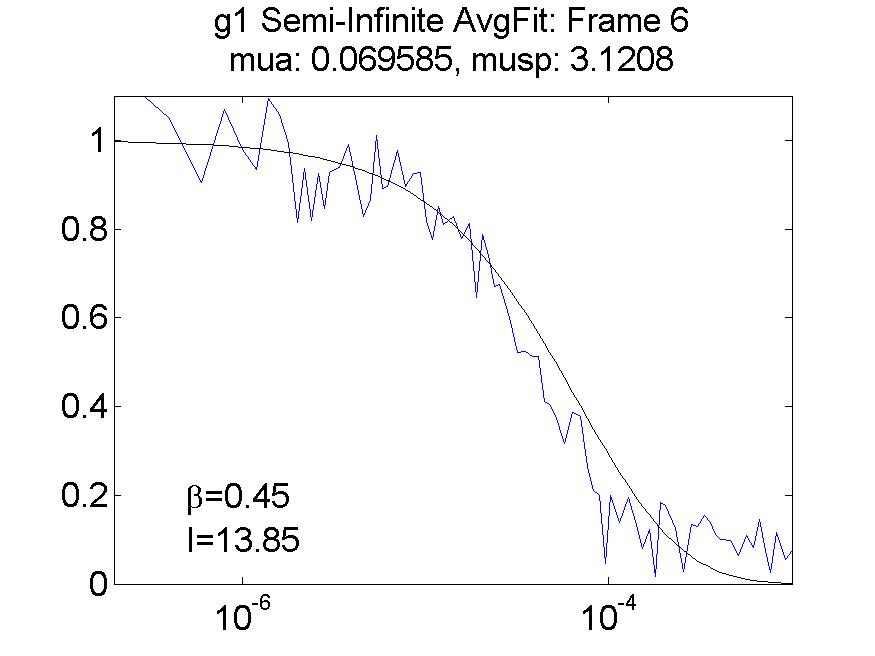 g1 Semi-Infinite AvgFit: Frame 6
mua: 0.069585, musp: 3.1208
1
0.8
0.6
0.4
0.2
0
β=0.45
I=13.85
10^-6
10^-4